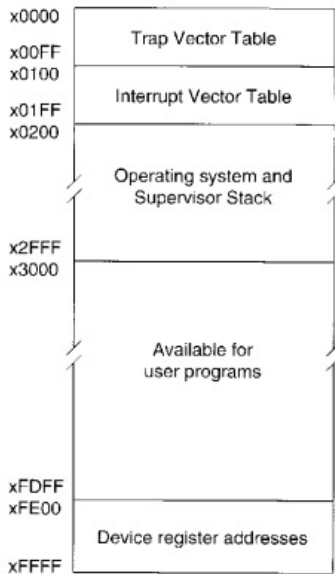 x0000
Trap Vector Table
x00FF
x0100
Interrupt Vector Table
x01FF
x0200
Operating system and
Supervisor Stack
x2FFF
x3000
Available for
user programs
xFDFF
xFE00
Device register addresses
xFFFF